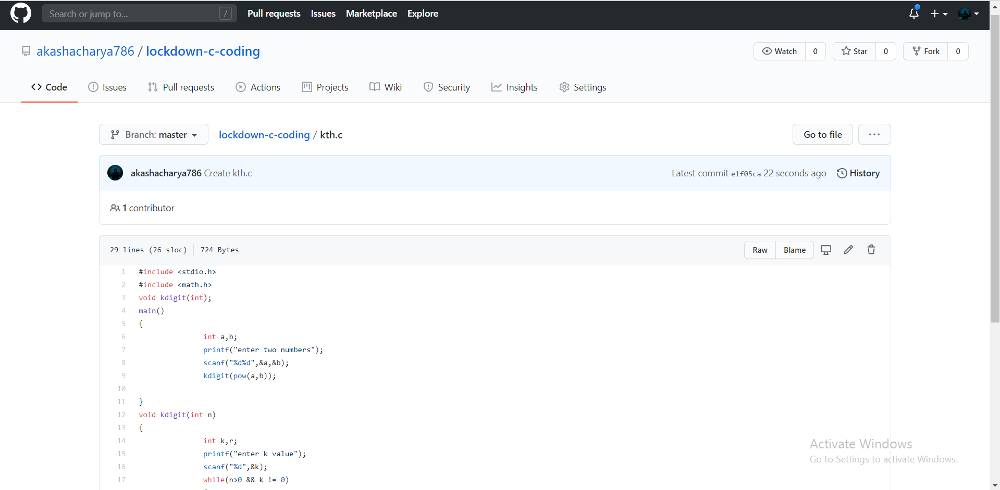 Search or jump to... /
Pull requests Issues Marketplace Explore
akashacharya786 / lockdown-c-coding
Watch 0 Star 0 Fork 0
Code Issues Pull requests Actions Projects Wiki Security Insights Settings
Branch: master lockdown-c-coding / kth.c Go to file ...
akashacharya786 Create kth.c Latest commit e1f05ca 22 seconds ago History
1 contributor
29 lines (26 sloc) 724 Bytes Raw Blame
1 #include <stdio.h>
2 #include <math.h>
3 void kdigit(int);
4 main()
5 {
6 int a,b;
7 printf("enter two numbers");
8 scanf("%d%d",&a,&b);
9 kdigit(pow(a,b));
10
11 }
12 void kdigit(int n)
13 {
14 int k,r;
15 printf("enter k value");
16 scanf("%d",&k);
17 while(n>0 && k != 0)
Activate Windows
Go to Settings to activate Windows.